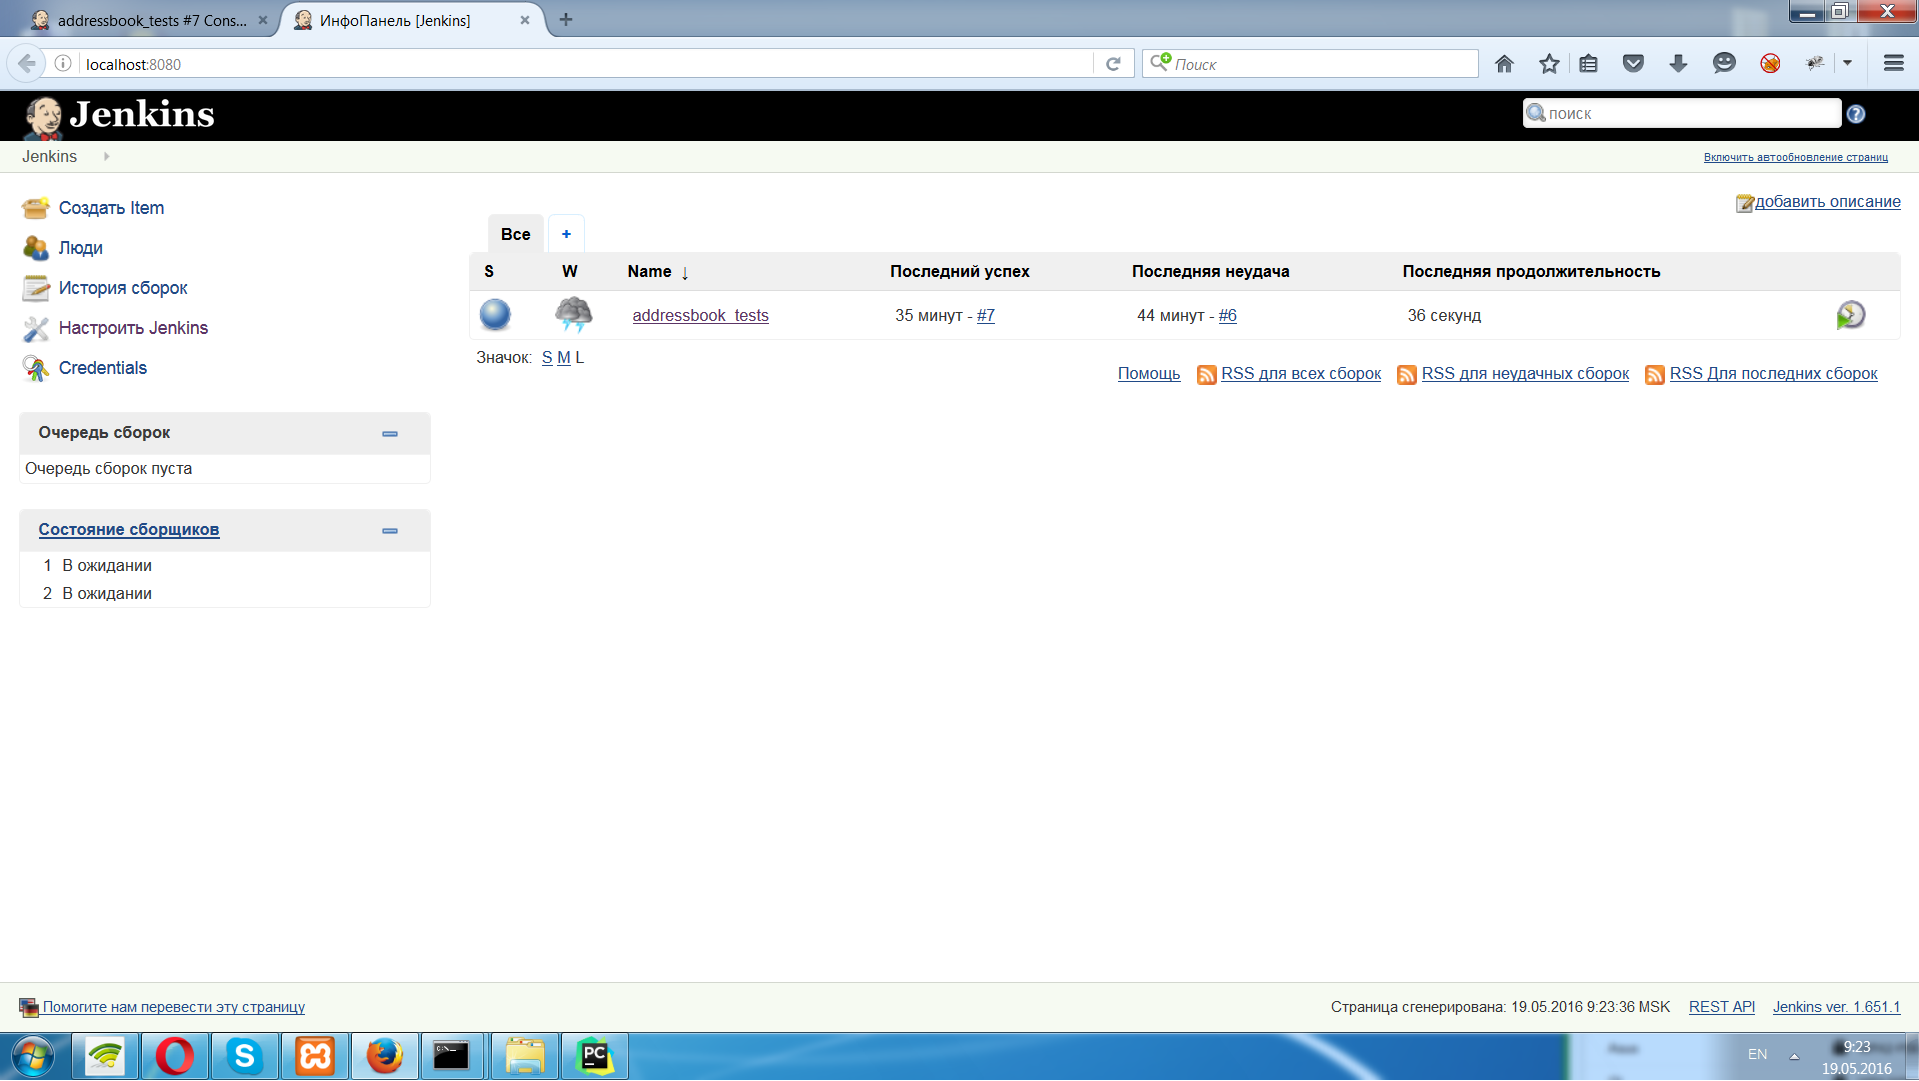 addressbook_tests #7 Cons...
ИнфоПанель [Jenkins]
localhost:8080
Поиск
Jenkins
поиск
Jenkins
Включить автообновление страниц
Создать Item
Люди
История сборок
Настроить Jenkins
Credentials
добавить описание
Все +
S W Name ↓ Последний успех Последняя неудача Последняя продолжительность
addressbook_tests 35 минут - #7 44 минут - #6 36 секунд
Значок: S M L
Помощь RSS для всех сборок RSS для неудачных сборок RSS Для последних сборок
Очередь сборок
Очередь сборок пуста
Состояние сборщиков
1 В ожидании
2 В ожидании
Помогите нам перевести эту страницу
Страница сгенерирована: 19.05.2016 9:23:36 MSK REST API Jenkins ver. 1.651.1
C:\_
PC
EN
9:23
19.05.2016